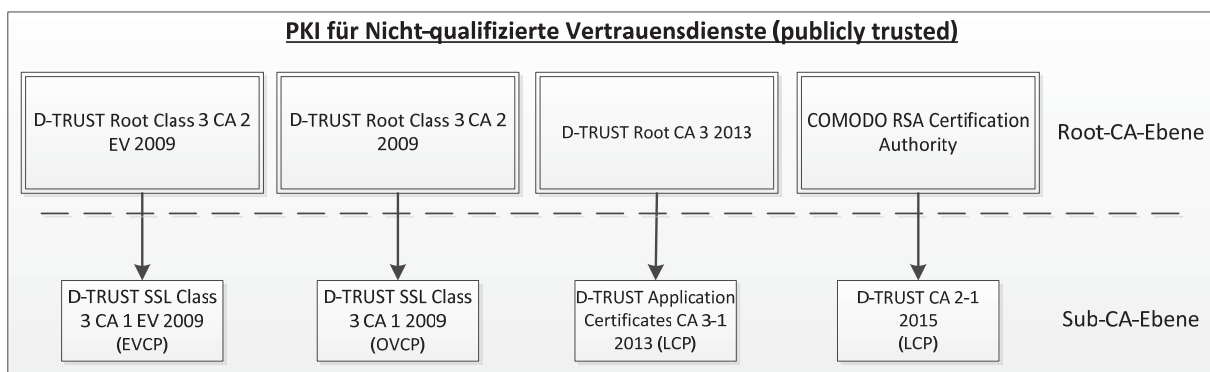 PKI für Nicht-qualifizierte Vertrauensdienste (publicly trusted)
D-TRUST Root Class 3 CA 2
EV 2009
D-TRUST Root Class 3 CA 2
2009
D-TRUST Root CA 3 2013
COMODO RSA Certification
Authority
Root-CA-Ebene
D-TRUST SSL Class
3 CA 1 EV 2009
(EVCP)
D-TRUST SSL Class
3 CA 1 2009
(OVCP)
D-TRUST Application
Certificates CA 3-1
2013 (LCP)
D-TRUST CA 2-1
2015
(LCP)
Sub-CA-Ebene